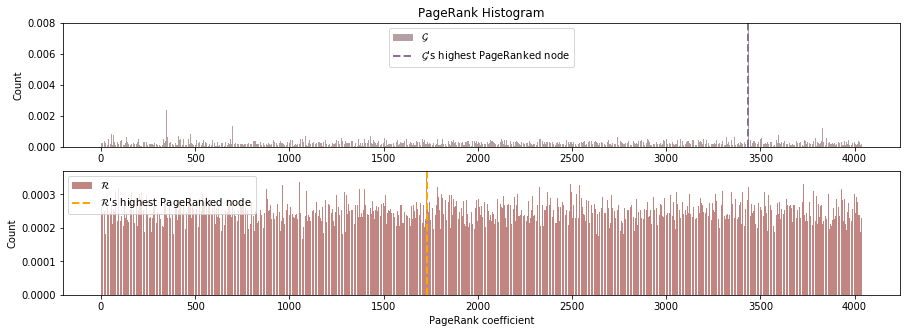 PageRank Histogram
Count
0.008
0.006
0.004
0.002
0.000
𝒢
𝒢's highest PageRanked node
0 500 1000 1500 2000 2500 3000 3500 4000
Count
0.0003
0.0002
0.0001
0.0000
ℛ
ℛ's highest PageRanked node
0 500 1000 1500 2000 2500 3000 3500 4000
PageRank coefficient